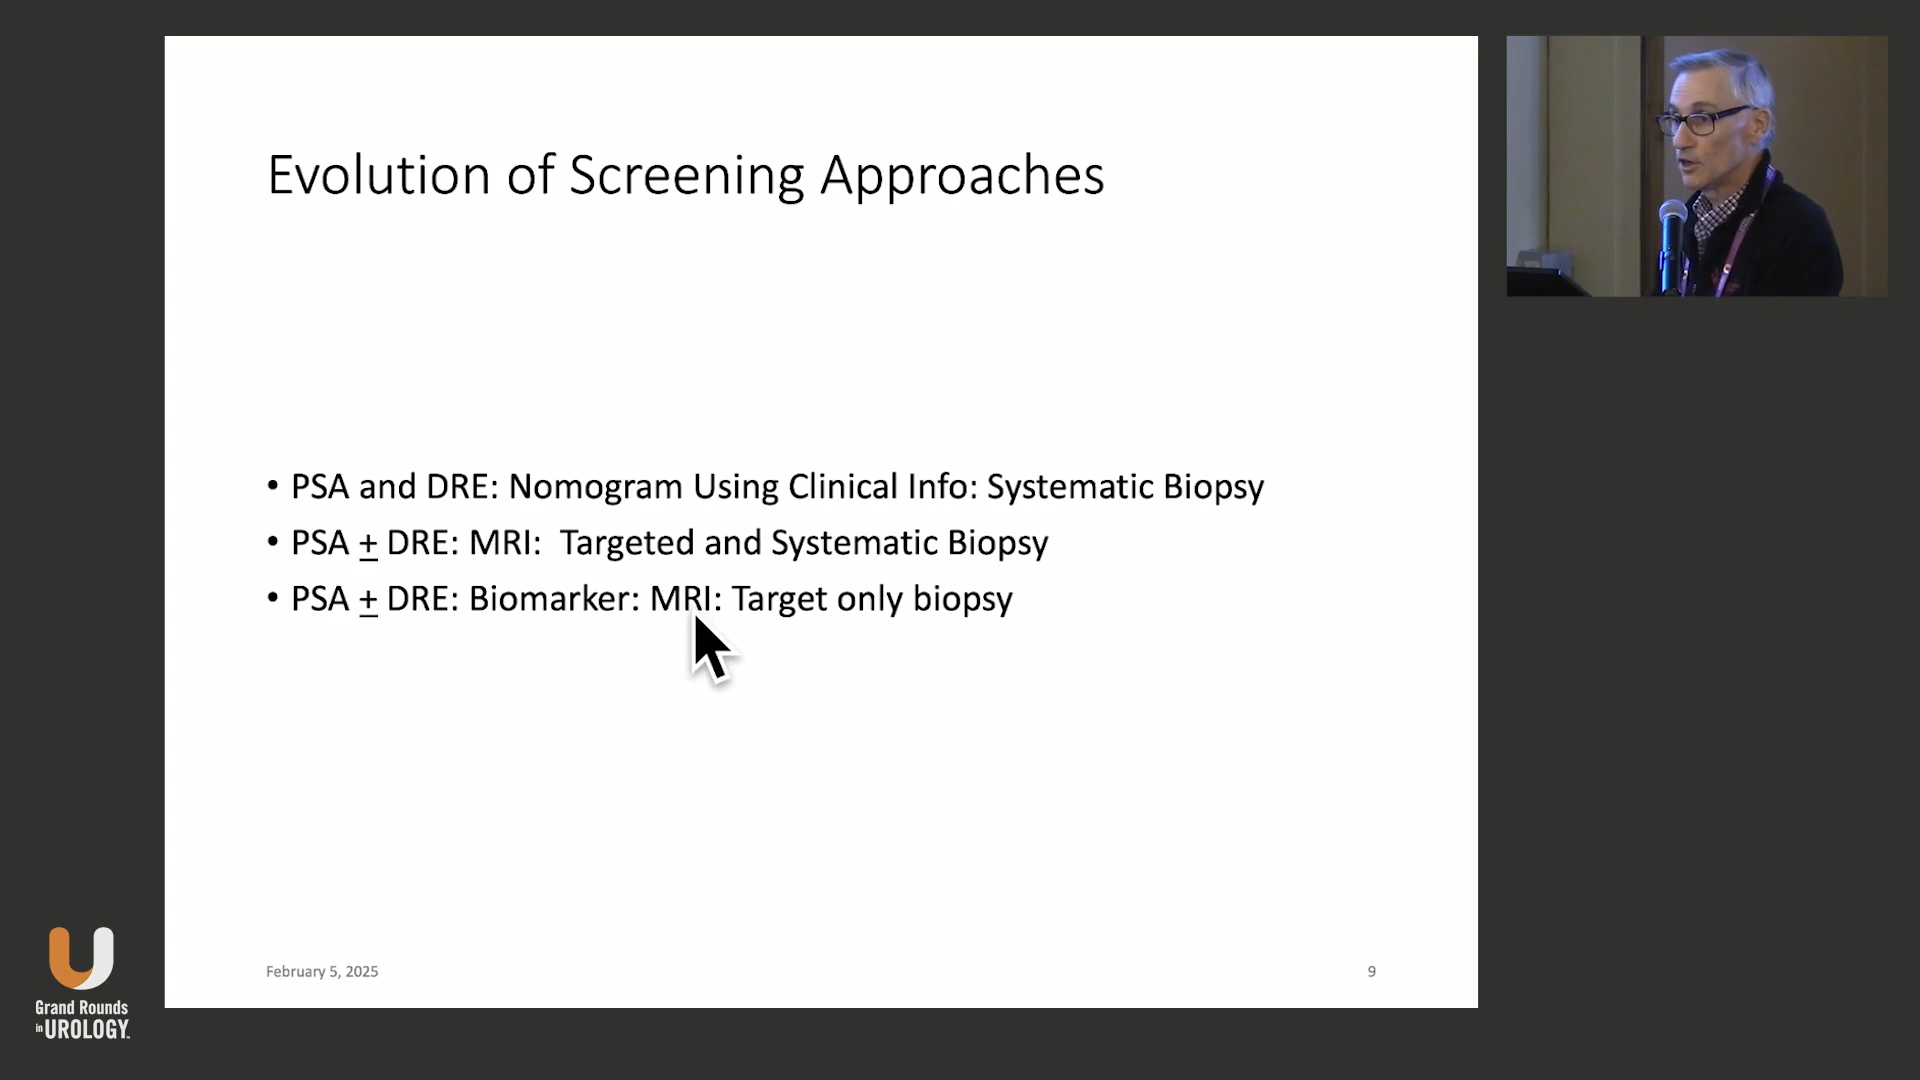 Evolution of Screening Approaches
• PSA and DRE: Nomogram Using Clinical Info: Systematic Biopsy
• PSA + DRE: MRI:  Targeted and Systematic Biopsy
• PSA + DRE: Biomarker: MRI: Target only biopsy
February 5, 2025
9
Grand Rounds
in UROLOGY™